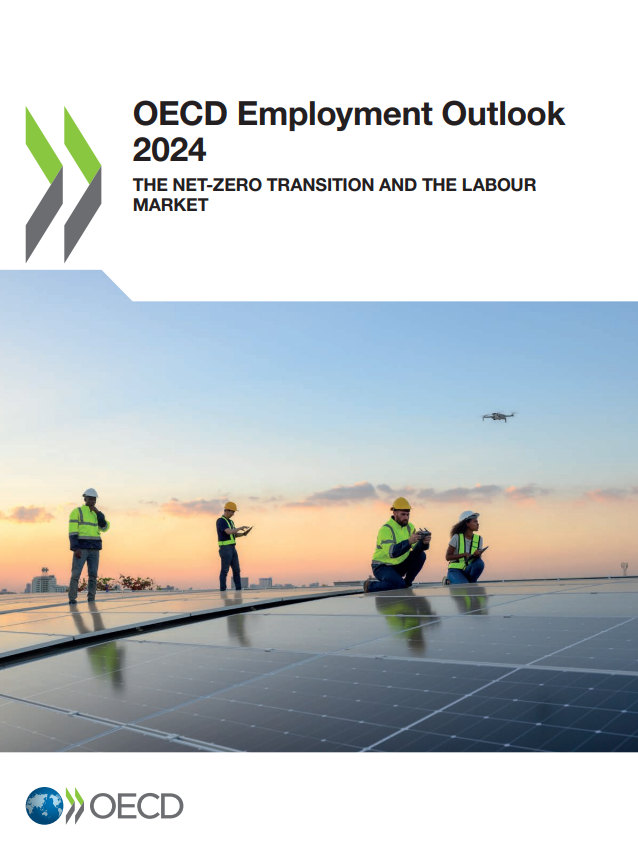 OECD Employment Outlook
2024
THE NET-ZERO TRANSITION AND THE LABOUR
MARKET
OECD